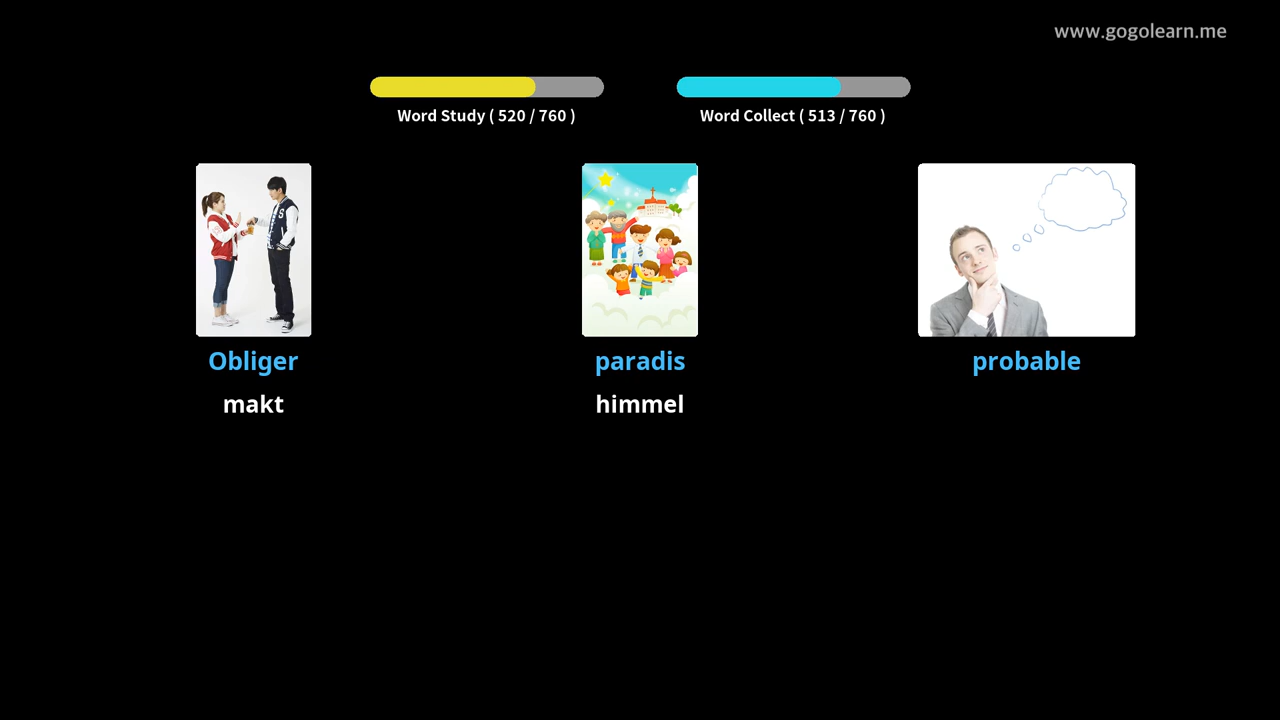 www.gogolearn.me
Word Study ( 520 / 760 )
Word Collect ( 513 / 760 )
Obliger
paradis
probable
makt
himmel